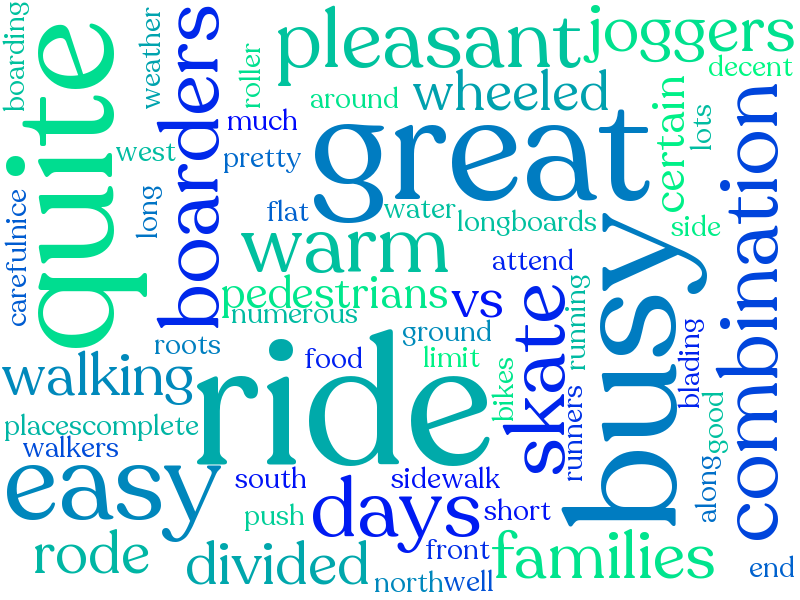 boarding
quite
weather
boarders
roller
pleasant
joggers
decent
around
wheeled
certain
lots
combination
much
great
west
pretty
carefulnice
long
flat
water
longboards
side
warm
attend
busy
pedestrians
vs
skate
running
numerous
ground
roots
food
limit
bikes
blading
walking
ride
runners
good
placescomplete
walkers
easy
south
sidewalk
along
days
short
push
rode
divided
front
families
northwell
end